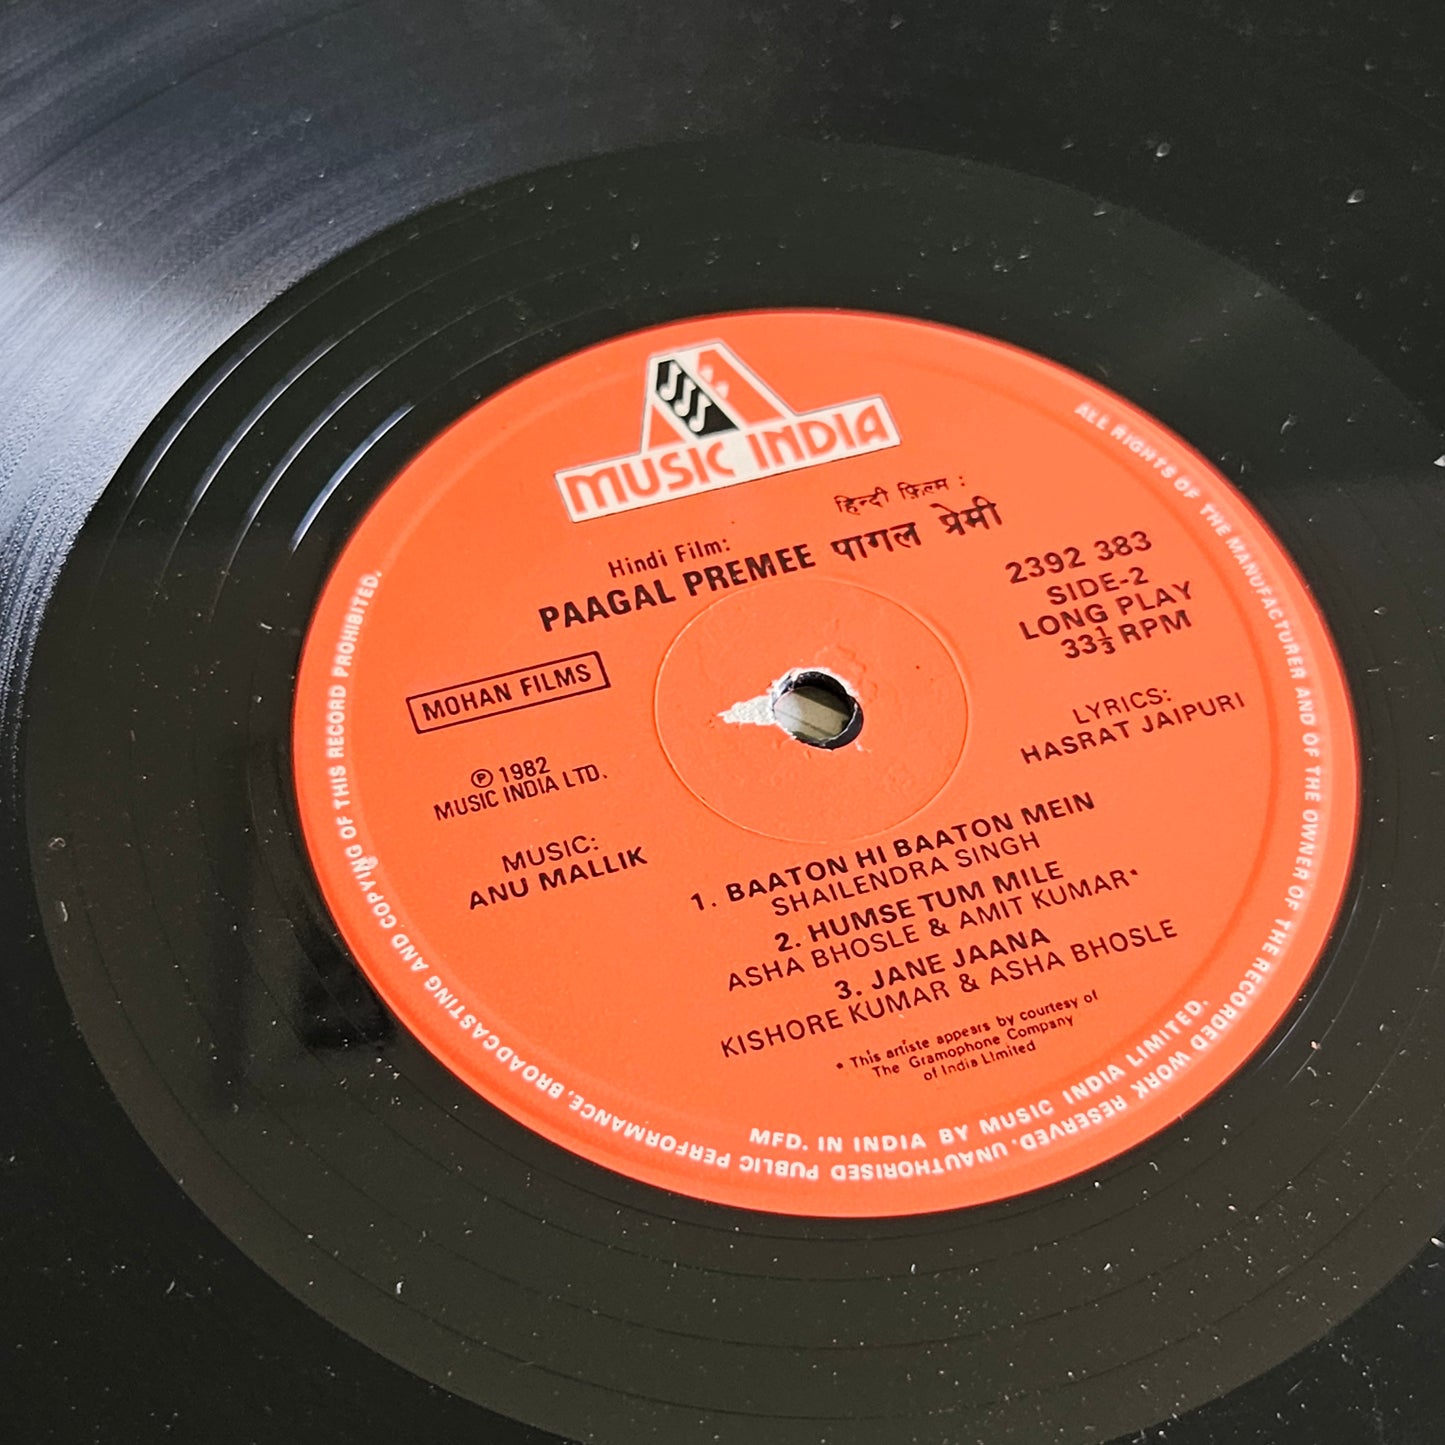 MUSIC INDIA
हिन्दी फ़िल्म :
Hindi Film:
PAAGAL PREMEE पागल प्रेमी
2392 383
SIDE-2
LONG PLAY
33⅓ RPM
MOHAN FILMS
LYRICS:
HASRAT JAIPURI
Ⓟ 1982
MUSIC INDIA LTD.
MUSIC:
ANU MALLIK
1. BAATON HI BAATON MEIN
SHAILENDRA SINGH
2. HUMSE TUM MILE
ASHA BHOSLE & AMIT KUMAR*
3. JANE JAANA
KISHORE KUMAR & ASHA BHOSLE
* This artiste appears by courtesy of
The Gramophone Company
of India Limited
MFD. IN INDIA BY MUSIC INDIA LIMITED.
ALL RIGHTS OF THE MANUFACTURER AND OF THE OWNER OF THE RECORDED WORK RESERVED. UNAUTHORISED PUBLIC PERFORMANCE, BROADCASTING AND COPYING OF THIS RECORD PROHIBITED.